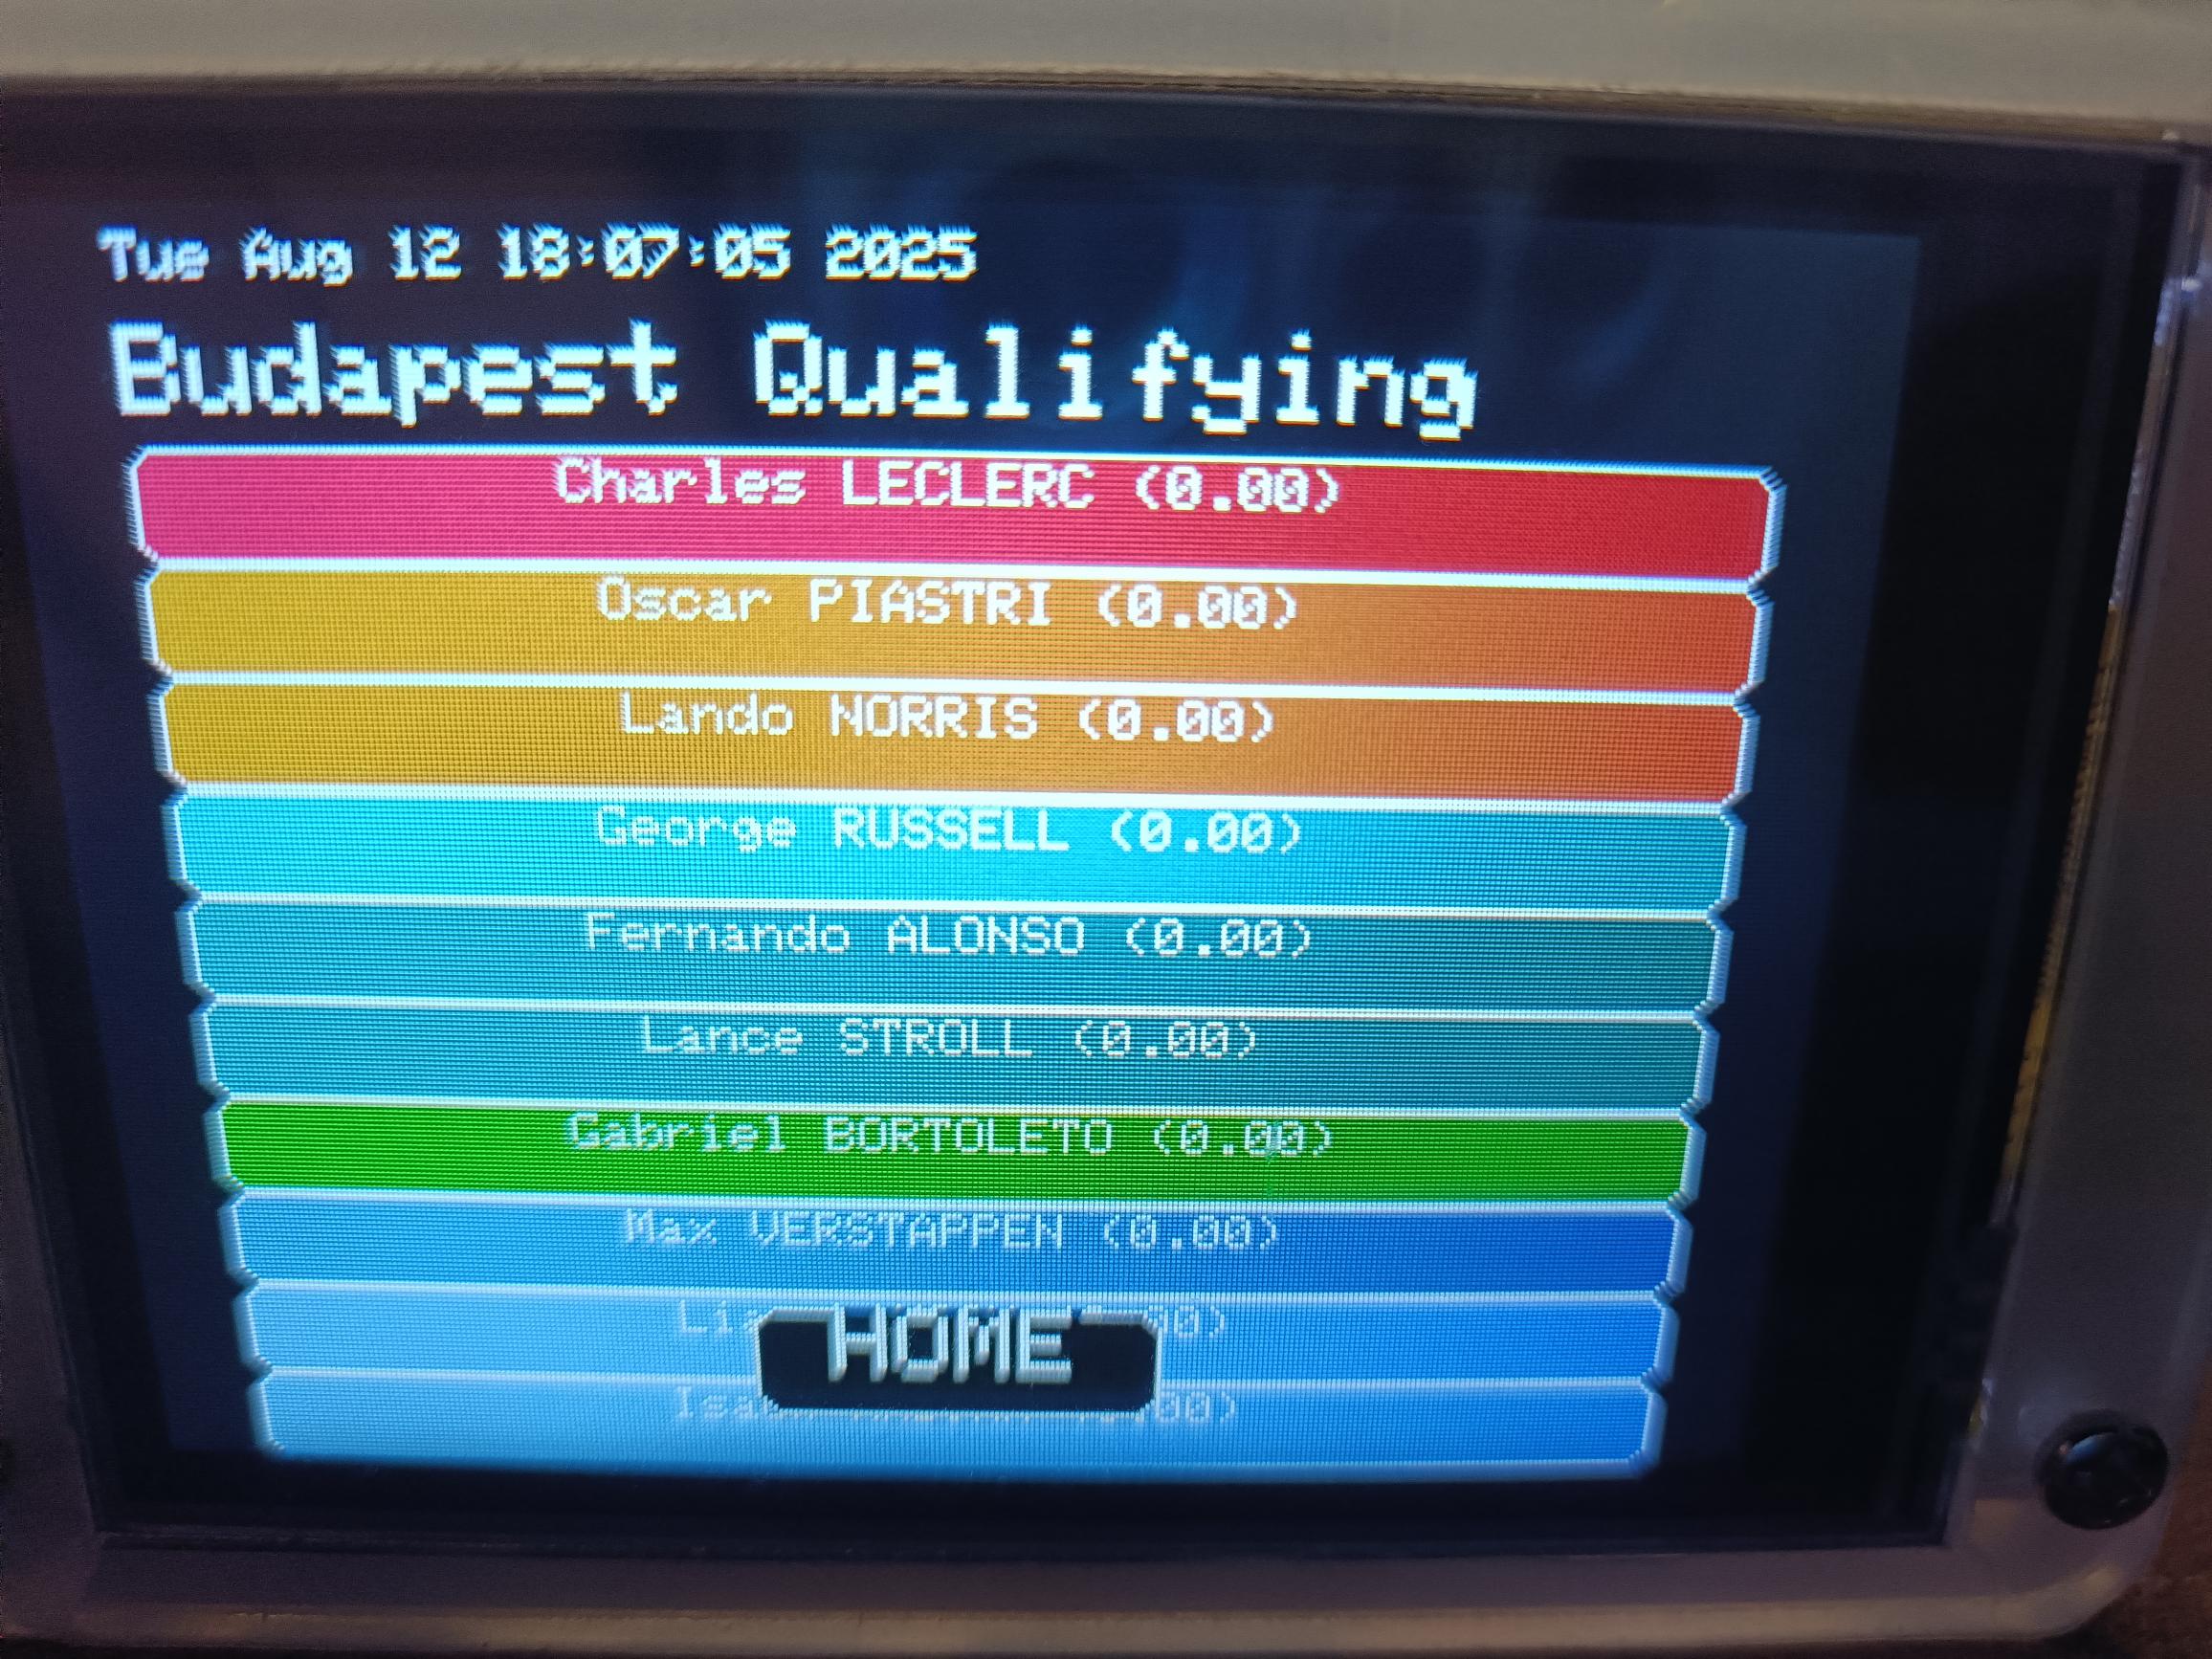 Tue Aug 12 18:07:05 2025
Budapest Qualifying
Charles LECLERC (0.00)
Oscar PIASTRI (0.00)
Lando NORRIS (0.00)
George RUSSELL (0.00)
Fernando ALONSO (0.00)
Lance STROLL (0.00)
Gabriel BORTOLETO (0.00)
Max VERSTAPPEN (0.00)
HOME